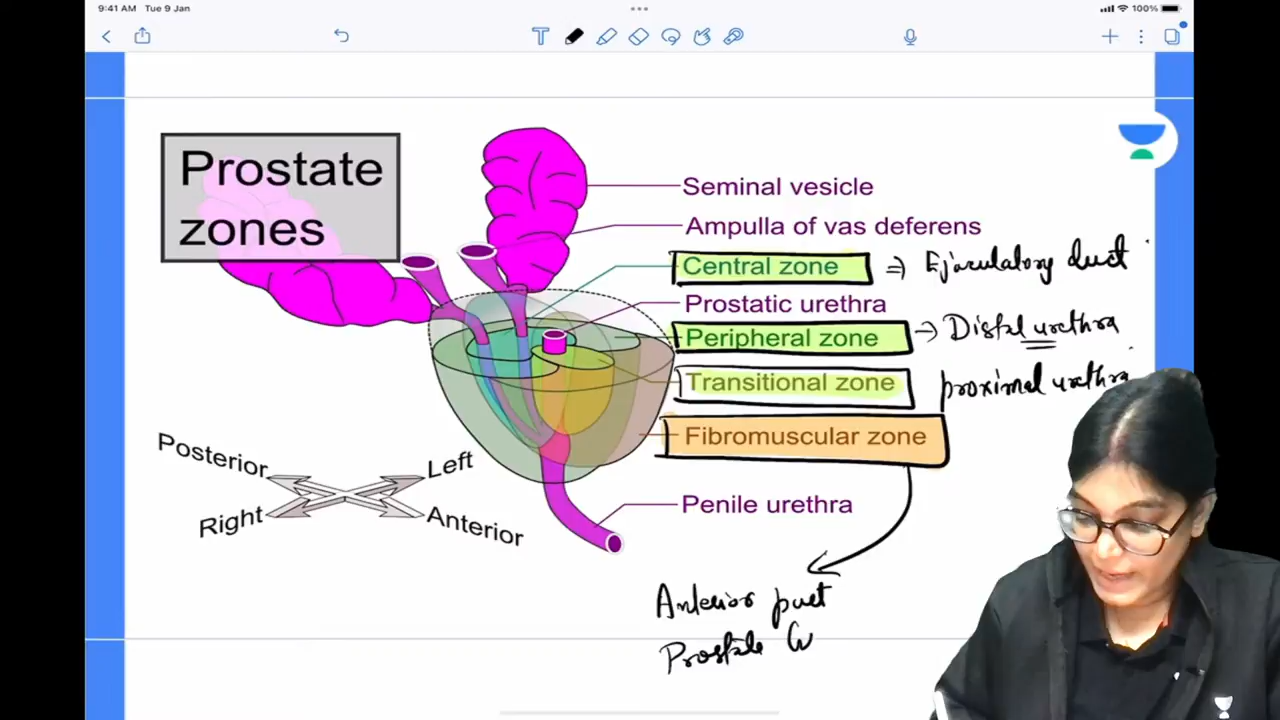 9:41 AM Tue 9 Jan
100%
Prostate
zones
Seminal vesicle
Ampulla of vas deferens
Central zone ⇒ Ejaculatory duct
Prostatic urethra
Peripheral zone → Distal urethra
Transitional zone proximal urethra
Fibromuscular zone
Posterior
Left
Right
Anterior
Penile urethra
Anterior part
Prostate